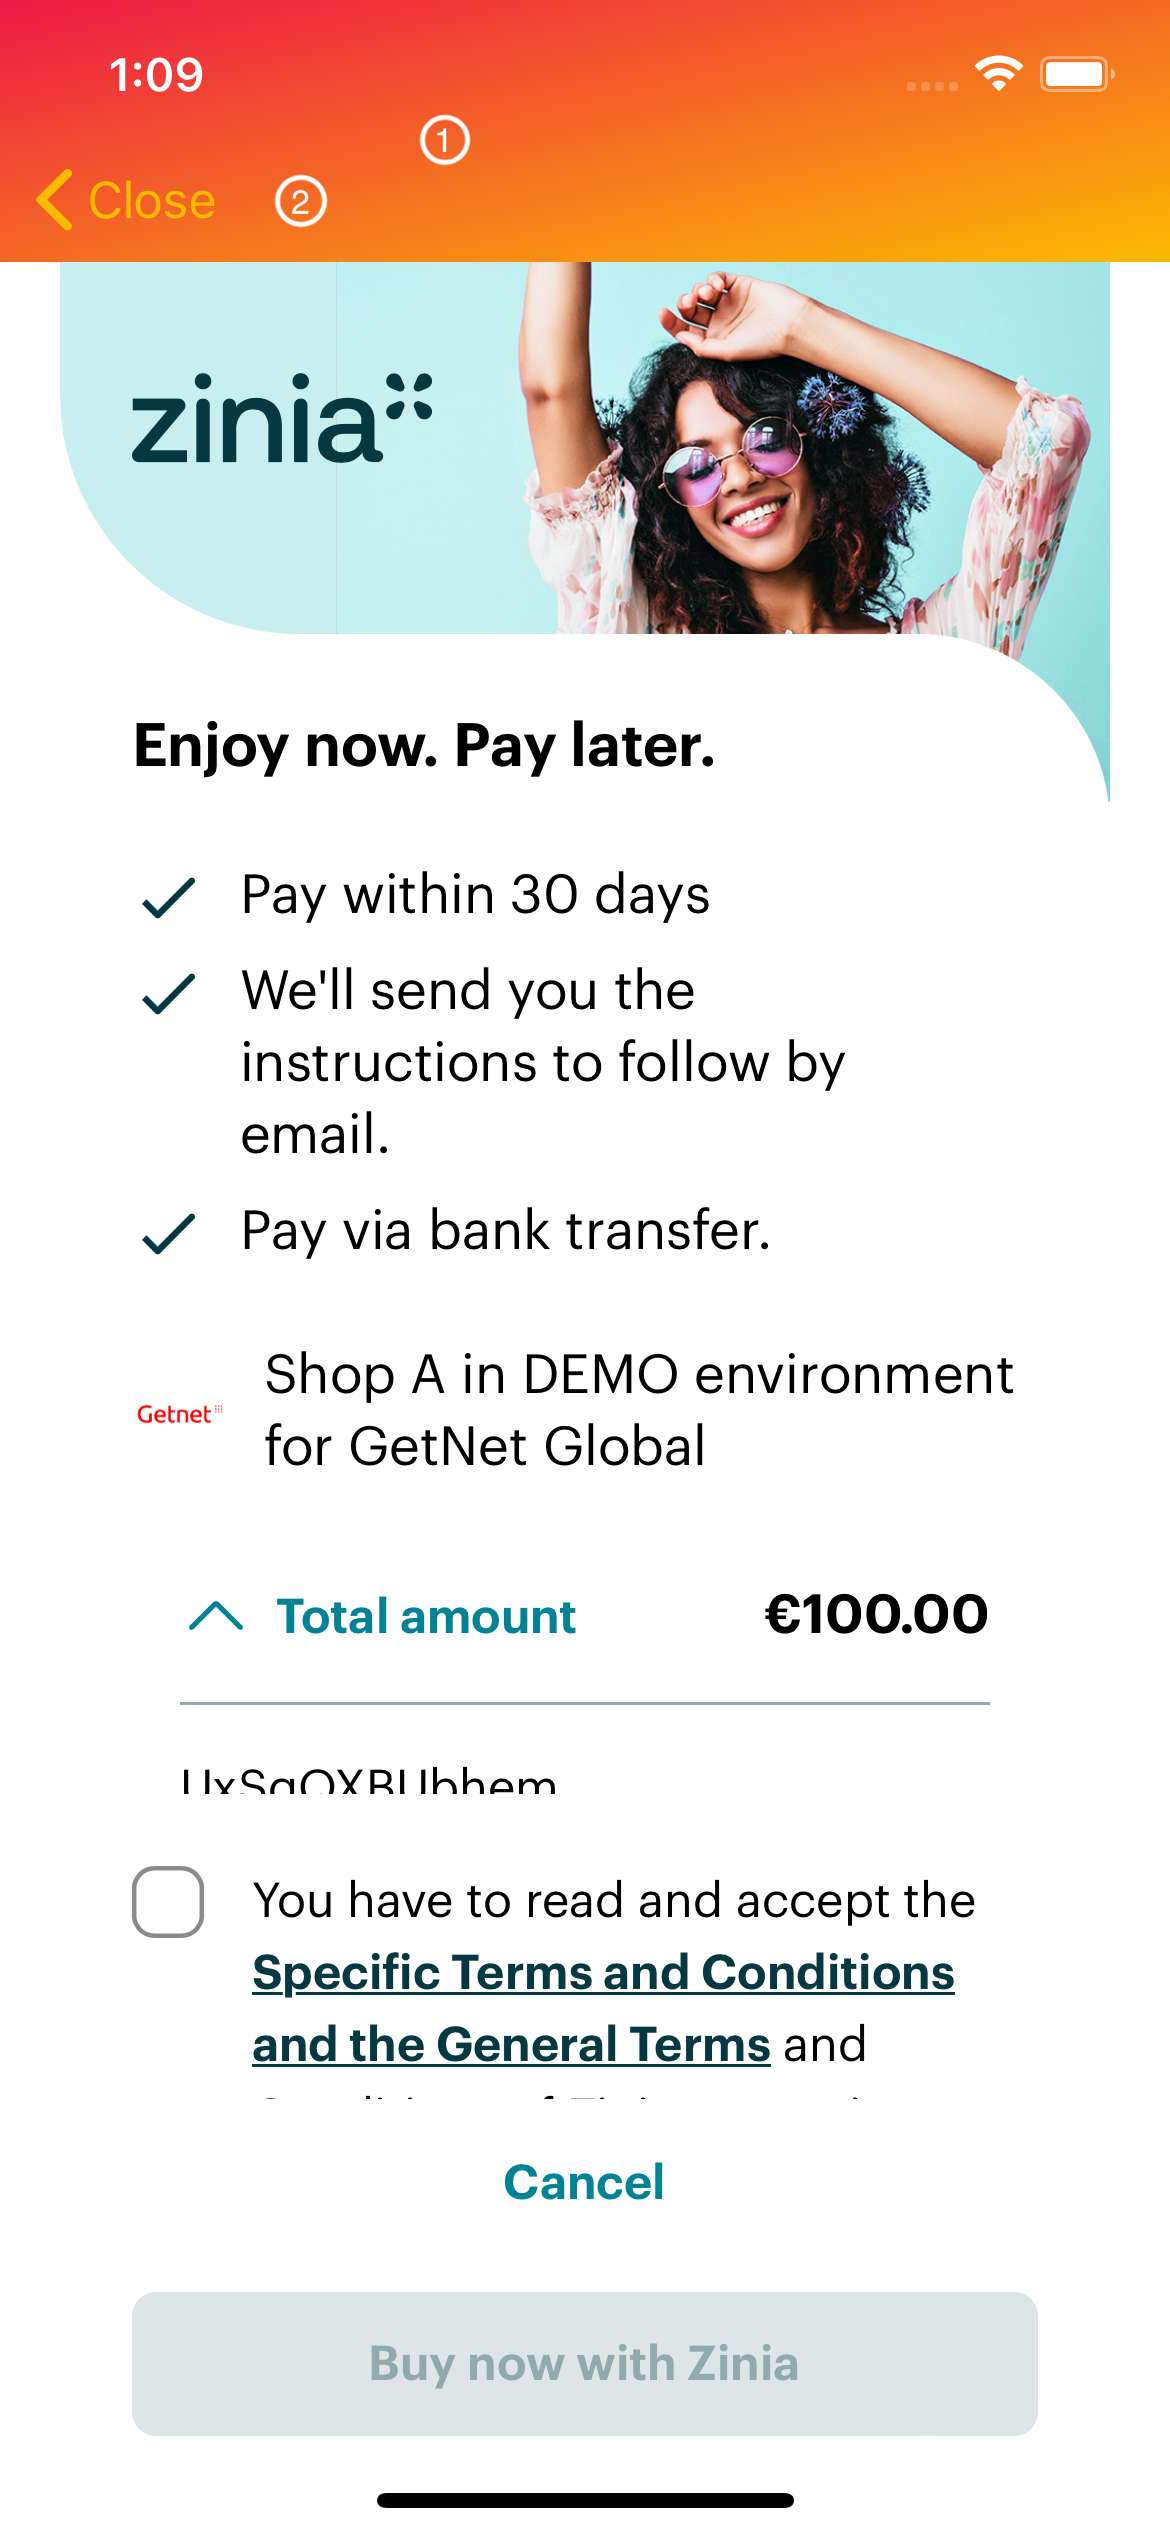 1:09
1
Close
2
zinia
Enjoy now. Pay later.
Pay within 30 days
We'll send you the
instructions to follow by
email.
Pay via bank transfer.
Getnet
Shop A in DEMO environment
for GetNet Global
Total amount
€100.00
You have to read and accept the
Specific Terms and Conditions
and the General Terms and
Cancel
Buy now with Zinia